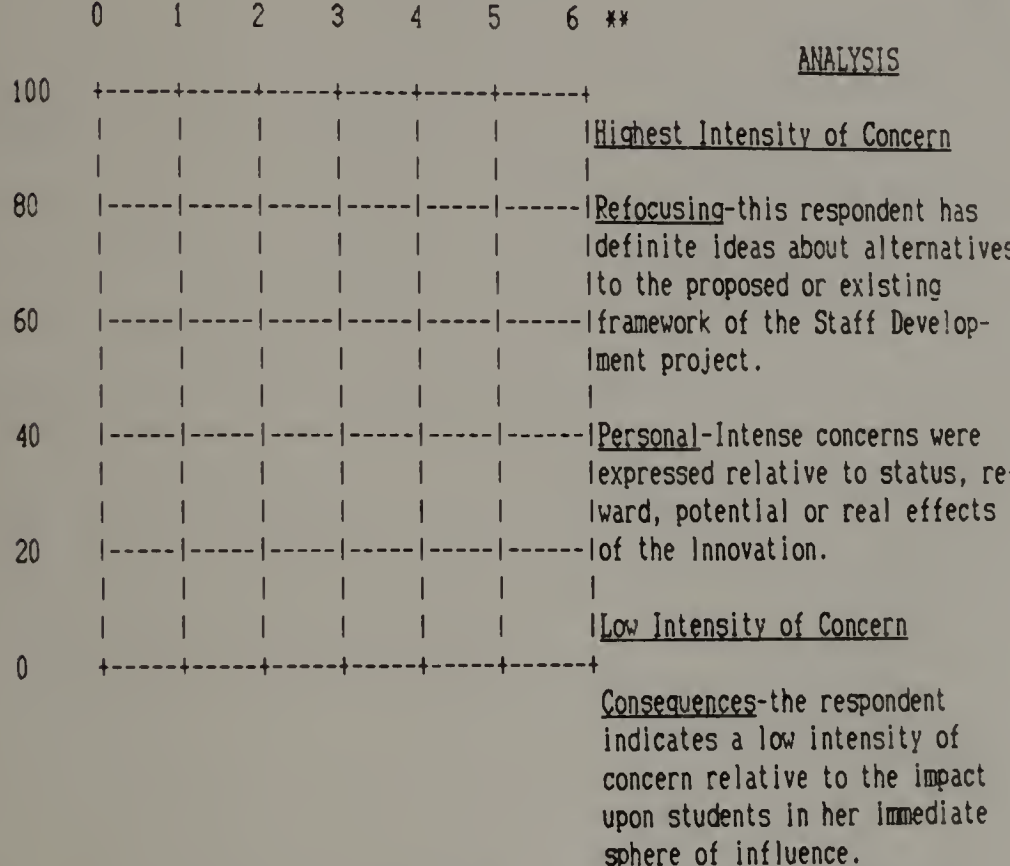 0 1 2 3 4 5 6 **
ANALYSIS
100 +-----+-----+-----+-----+-----+------+
| | | | | | |Highest Intensity of Concern
| | | | | | |
80 |-----|-----|-----|-----|-----|------|Refocusing-this respondent has
| | | | | | |definite ideas about alternatives
| | | | | | |to the proposed or existing
60 |-----|-----|-----|-----|-----|------|framework of the Staff Develop-
| | | | | | |ment project.
| | | | | | |
40 |-----|-----|-----|-----|-----|------|Personal-Intense concerns were
| | | | | | |expressed relative to status, re-
| | | | | | |ward, potential or real effects
20 |-----|-----|-----|-----|-----|------|of the Innovation.
| | | | | | |
| | | | | | |Low Intensity of Concern
0 +-----+-----+-----+-----+-----+------+
Consequences-the respondent
indicates a low intensity of
concern relative to the impact
upon students in her immediate
sphere of influence.